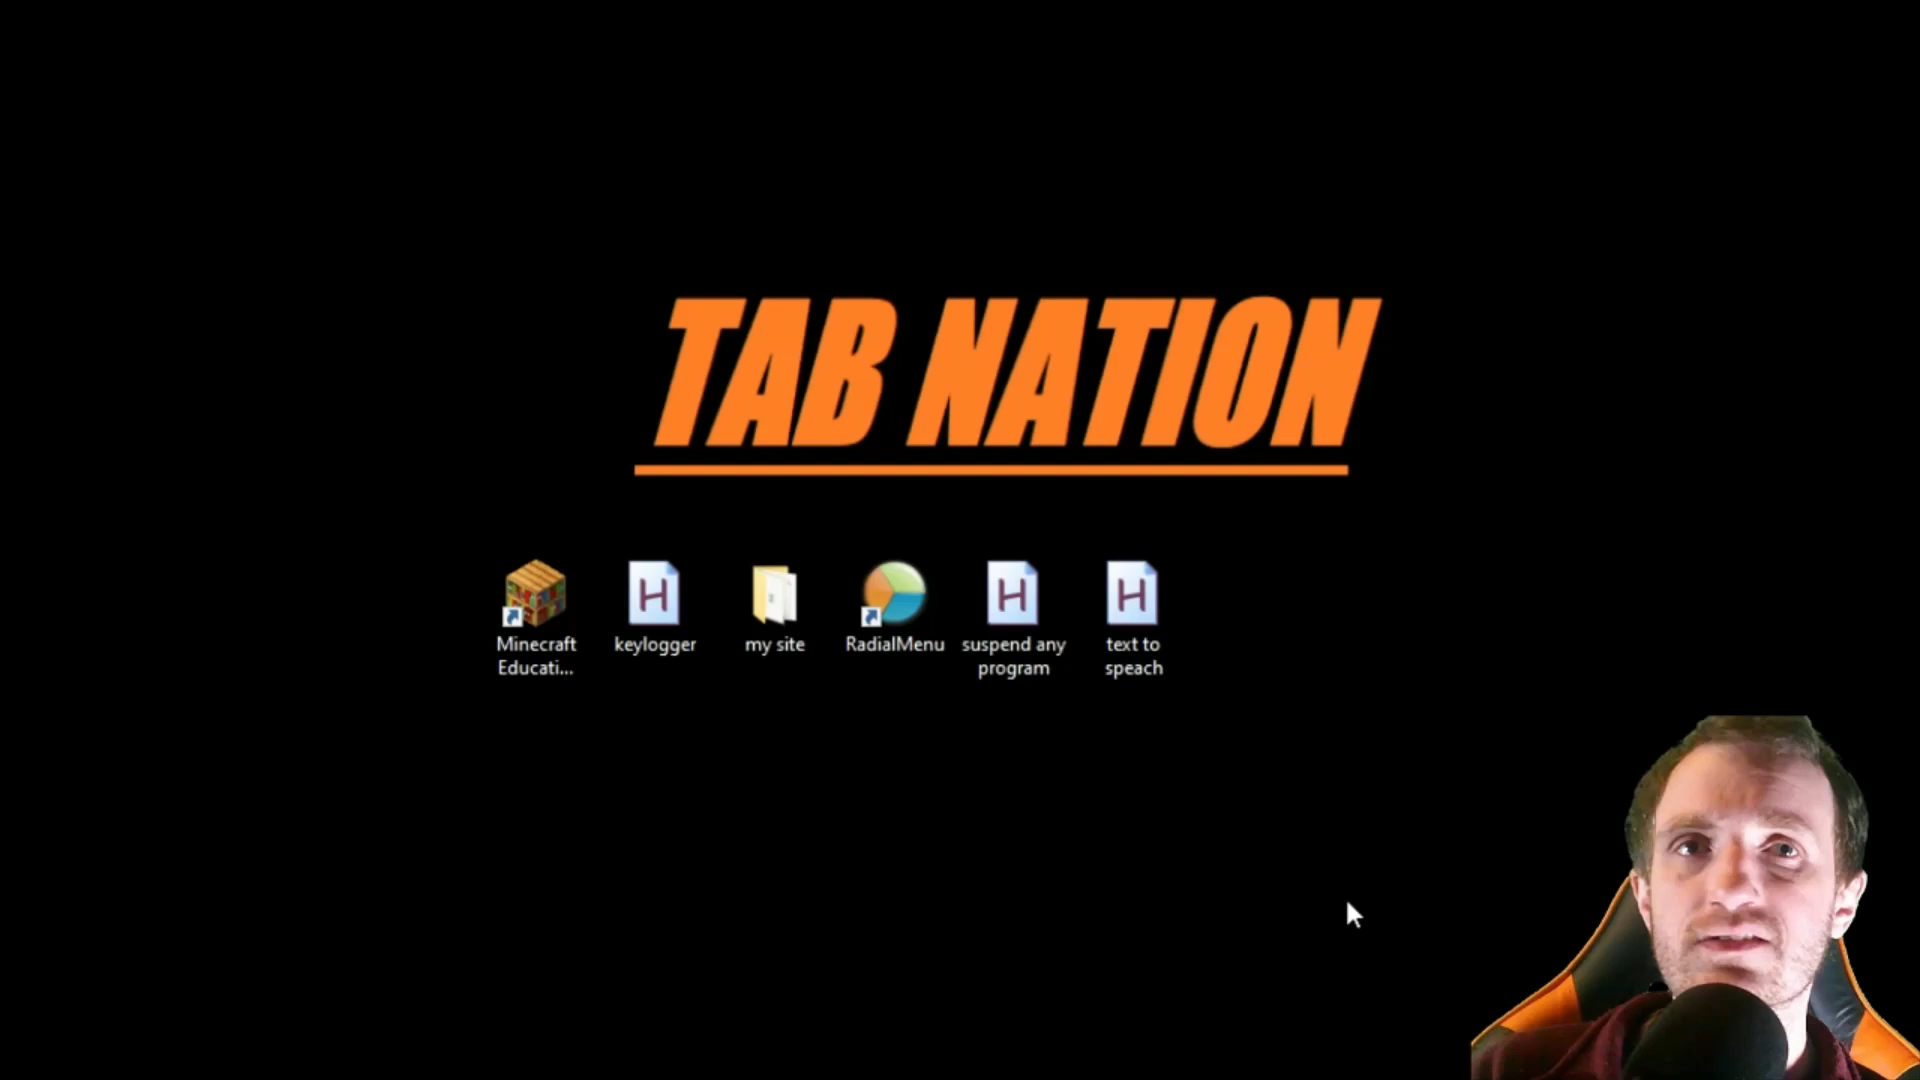 TAB NATION
Minecraft
Educati...
keylogger
my site
RadialMenu
suspend any
program
text to
speach